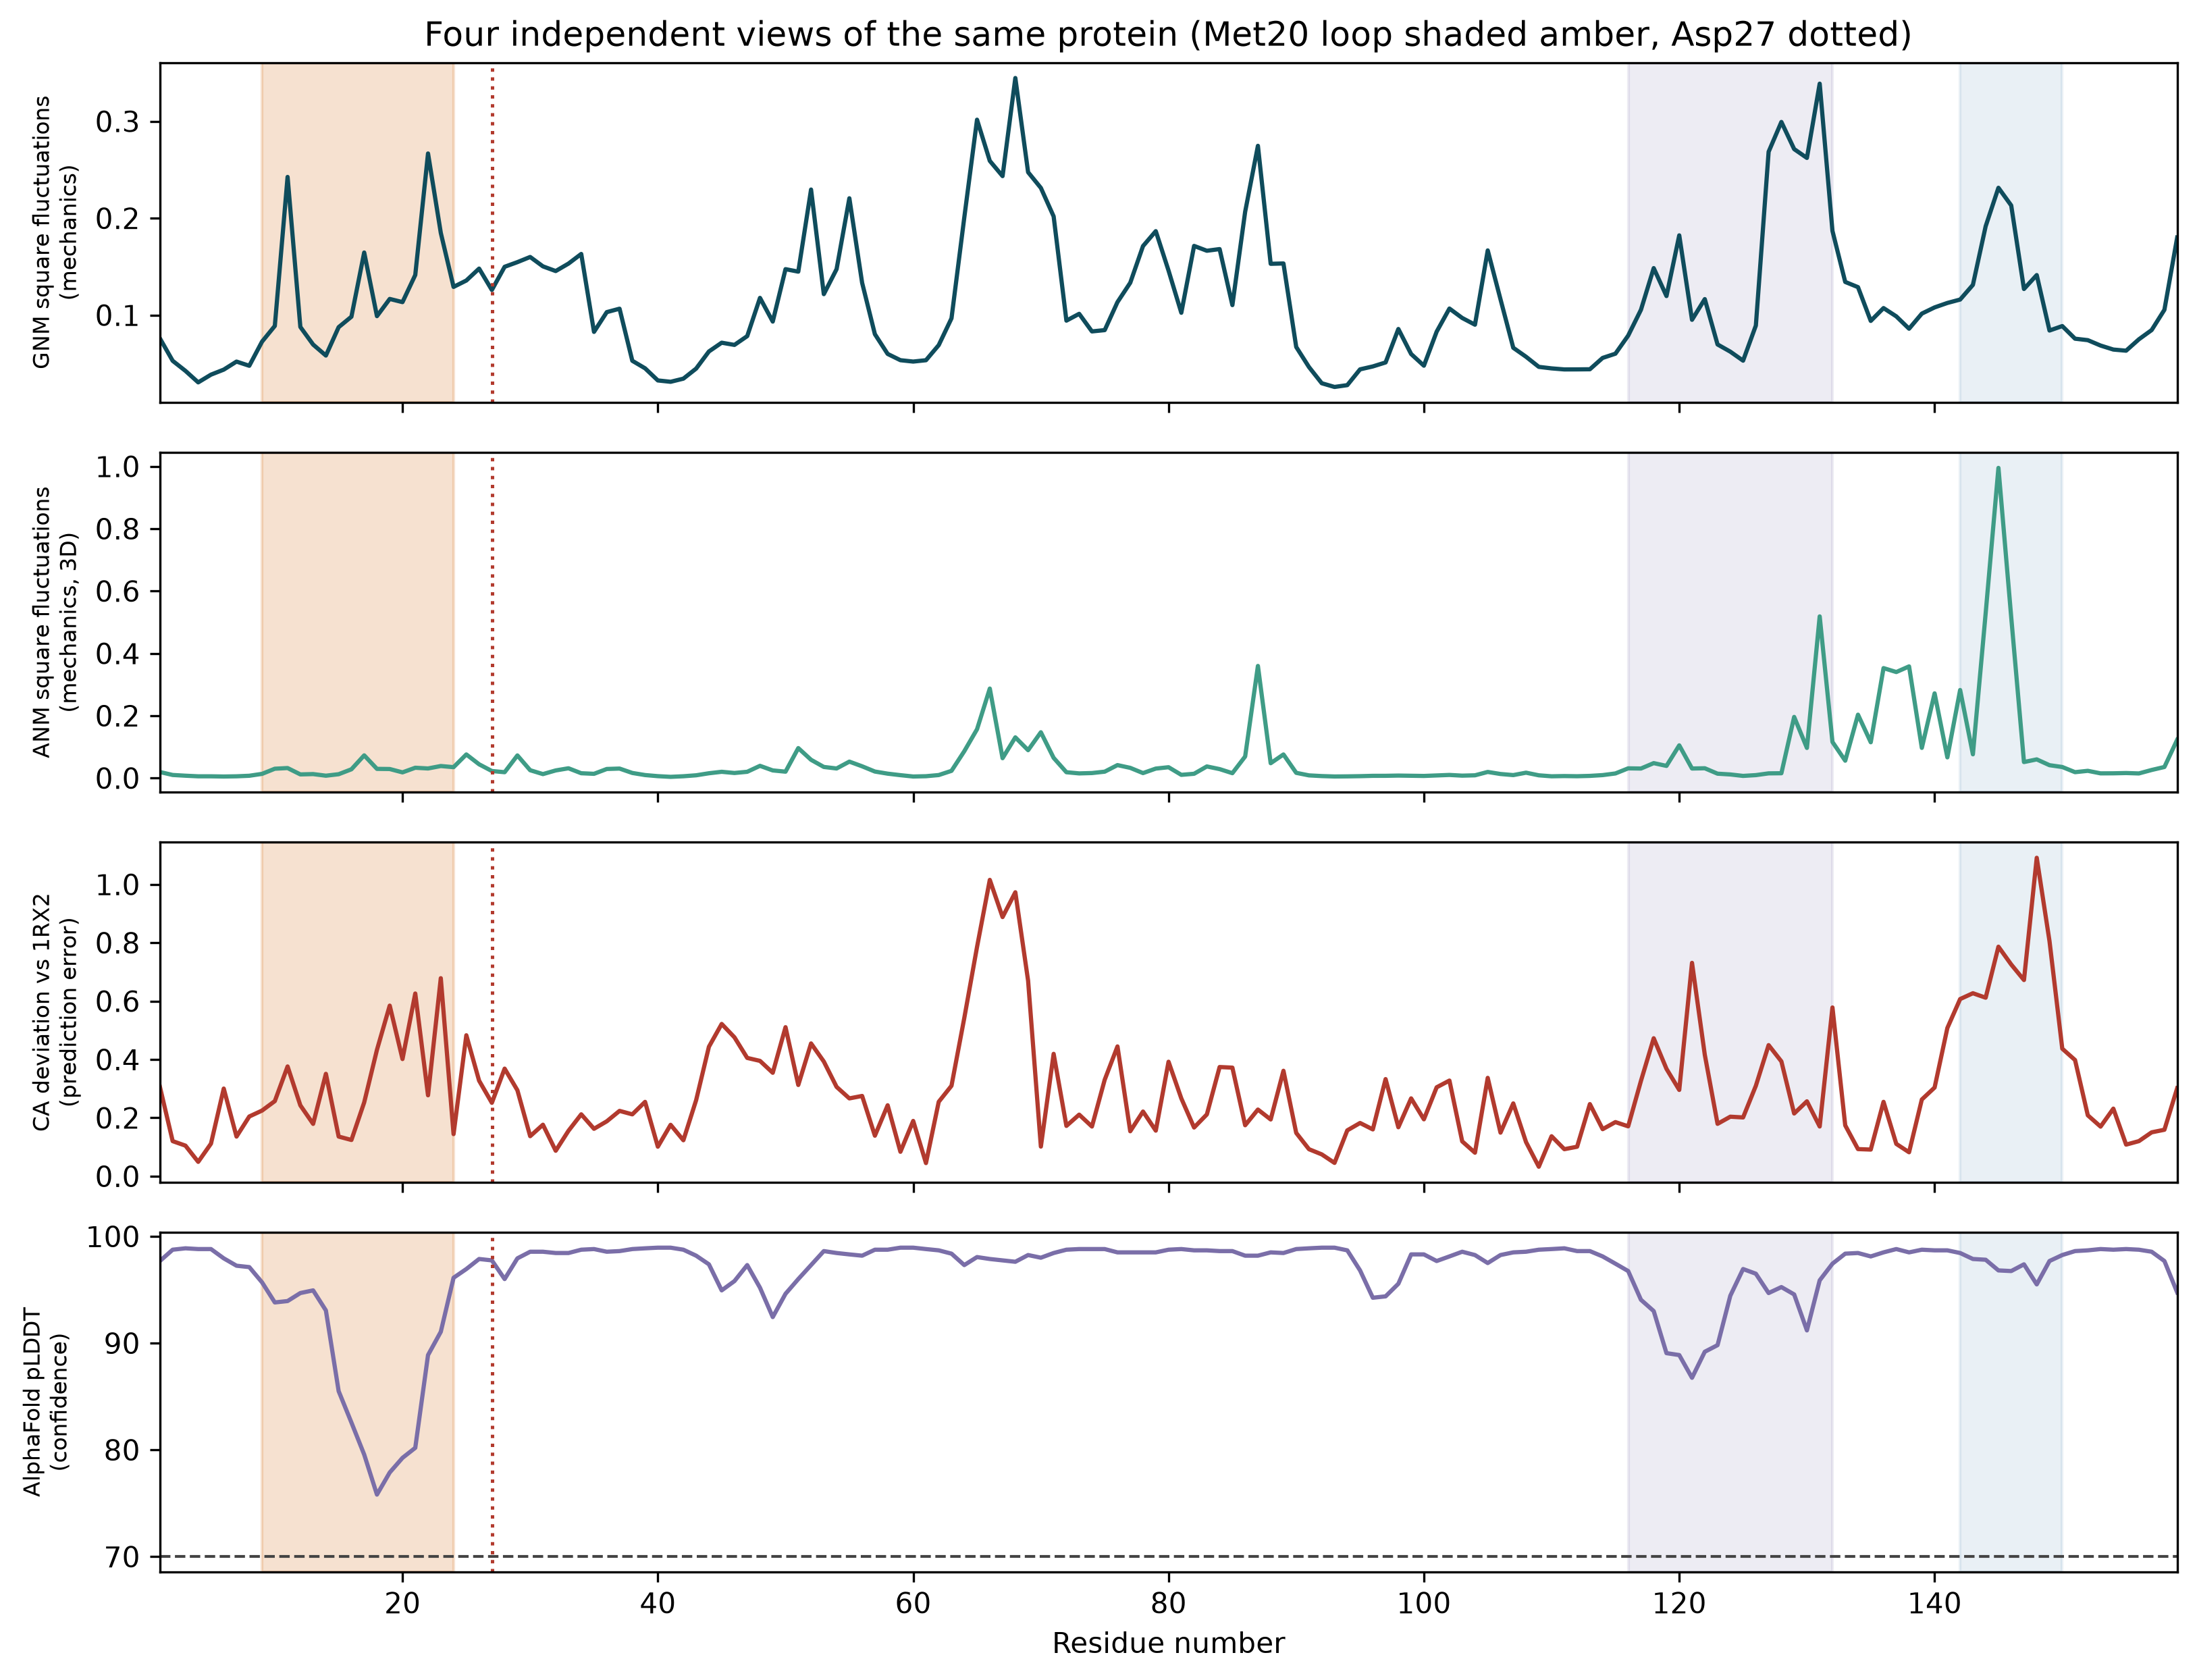 Four independent views of the same protein (Met20 loop shaded amber, Asp27 dotted)
GNM square fluctuations
(mechanics)
0.3
0.2
0.1
ANM square fluctuations
(mechanics, 3D)
1.0
0.8
0.6
0.4
0.2
0.0
CA deviation vs 1RX2
(prediction error)
1.0
0.8
0.6
0.4
0.2
0.0
AlphaFold pLDDT
(confidence)
100
90
80
70
20 40 60 80 100 120 140
Residue number